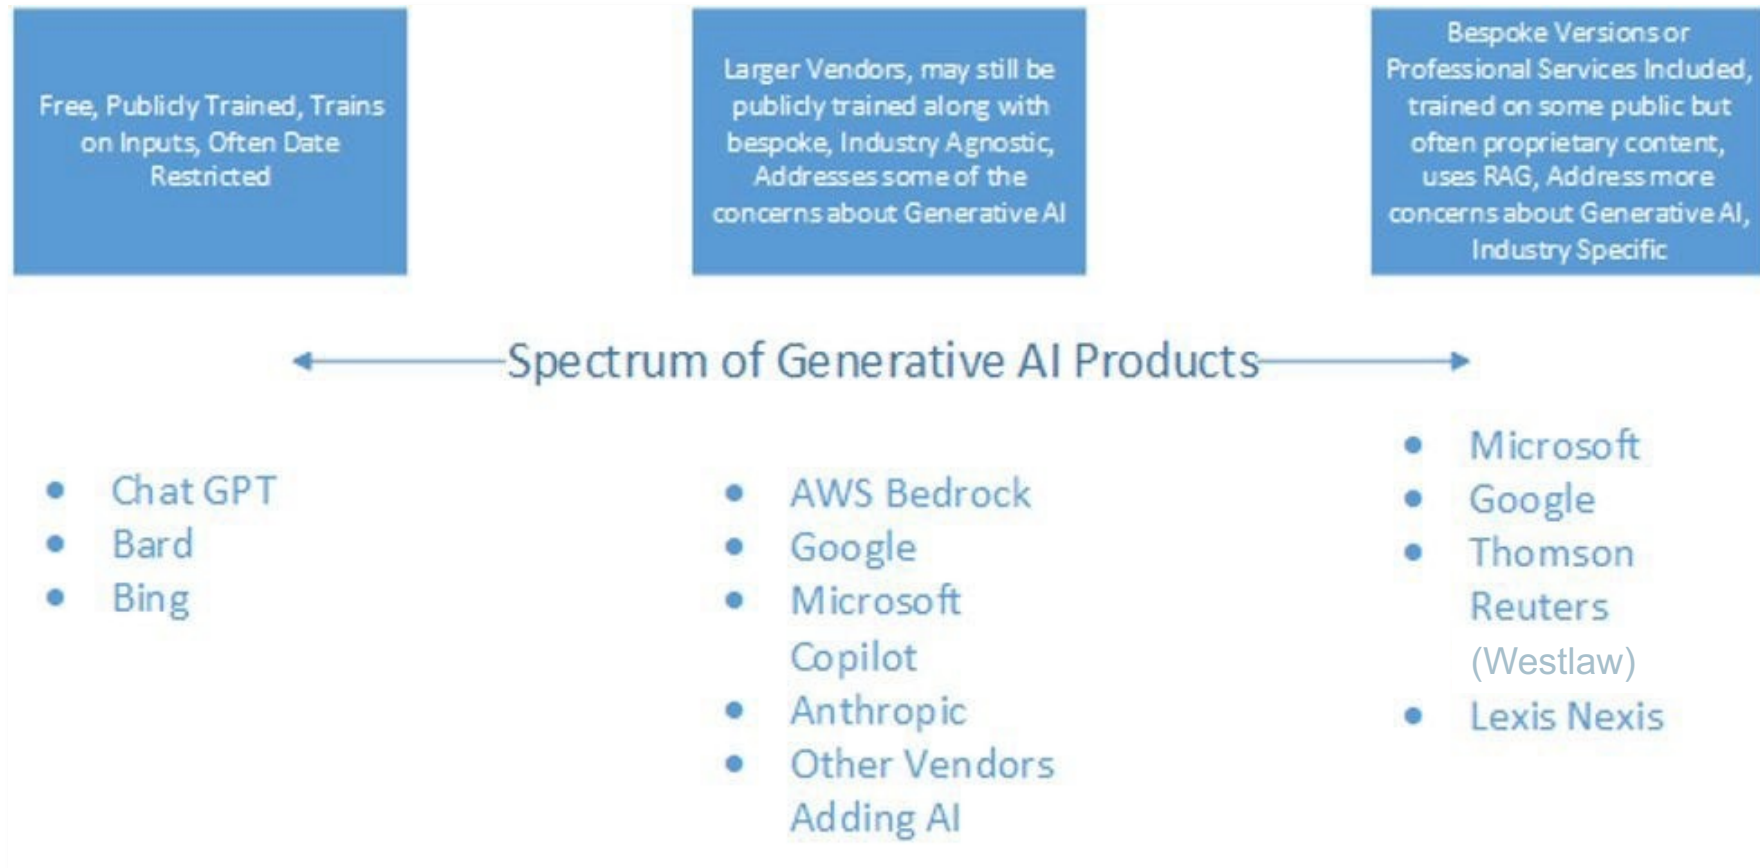 Free, Publicly Trained, Trains
on Inputs, Often Date
Restricted
Larger Vendors, may still be
publicly trained along with
bespoke, Industry Agnostic,
Addresses some of the
concerns about Generative AI
Bespoke Versions or
Professional Services Included,
trained on some public but
often proprietary content,
uses RAG, Address more
concerns about Generative AI,
Industry Specific
Spectrum of Generative AI Products
• Chat GPT
• Bard
• Bing
• AWS Bedrock
• Google
• Microsoft
Copilot
• Anthropic
• Other Vendors
Adding AI
• Microsoft
• Google
• Thomson
Reuters
(Westlaw)
• Lexis Nexis